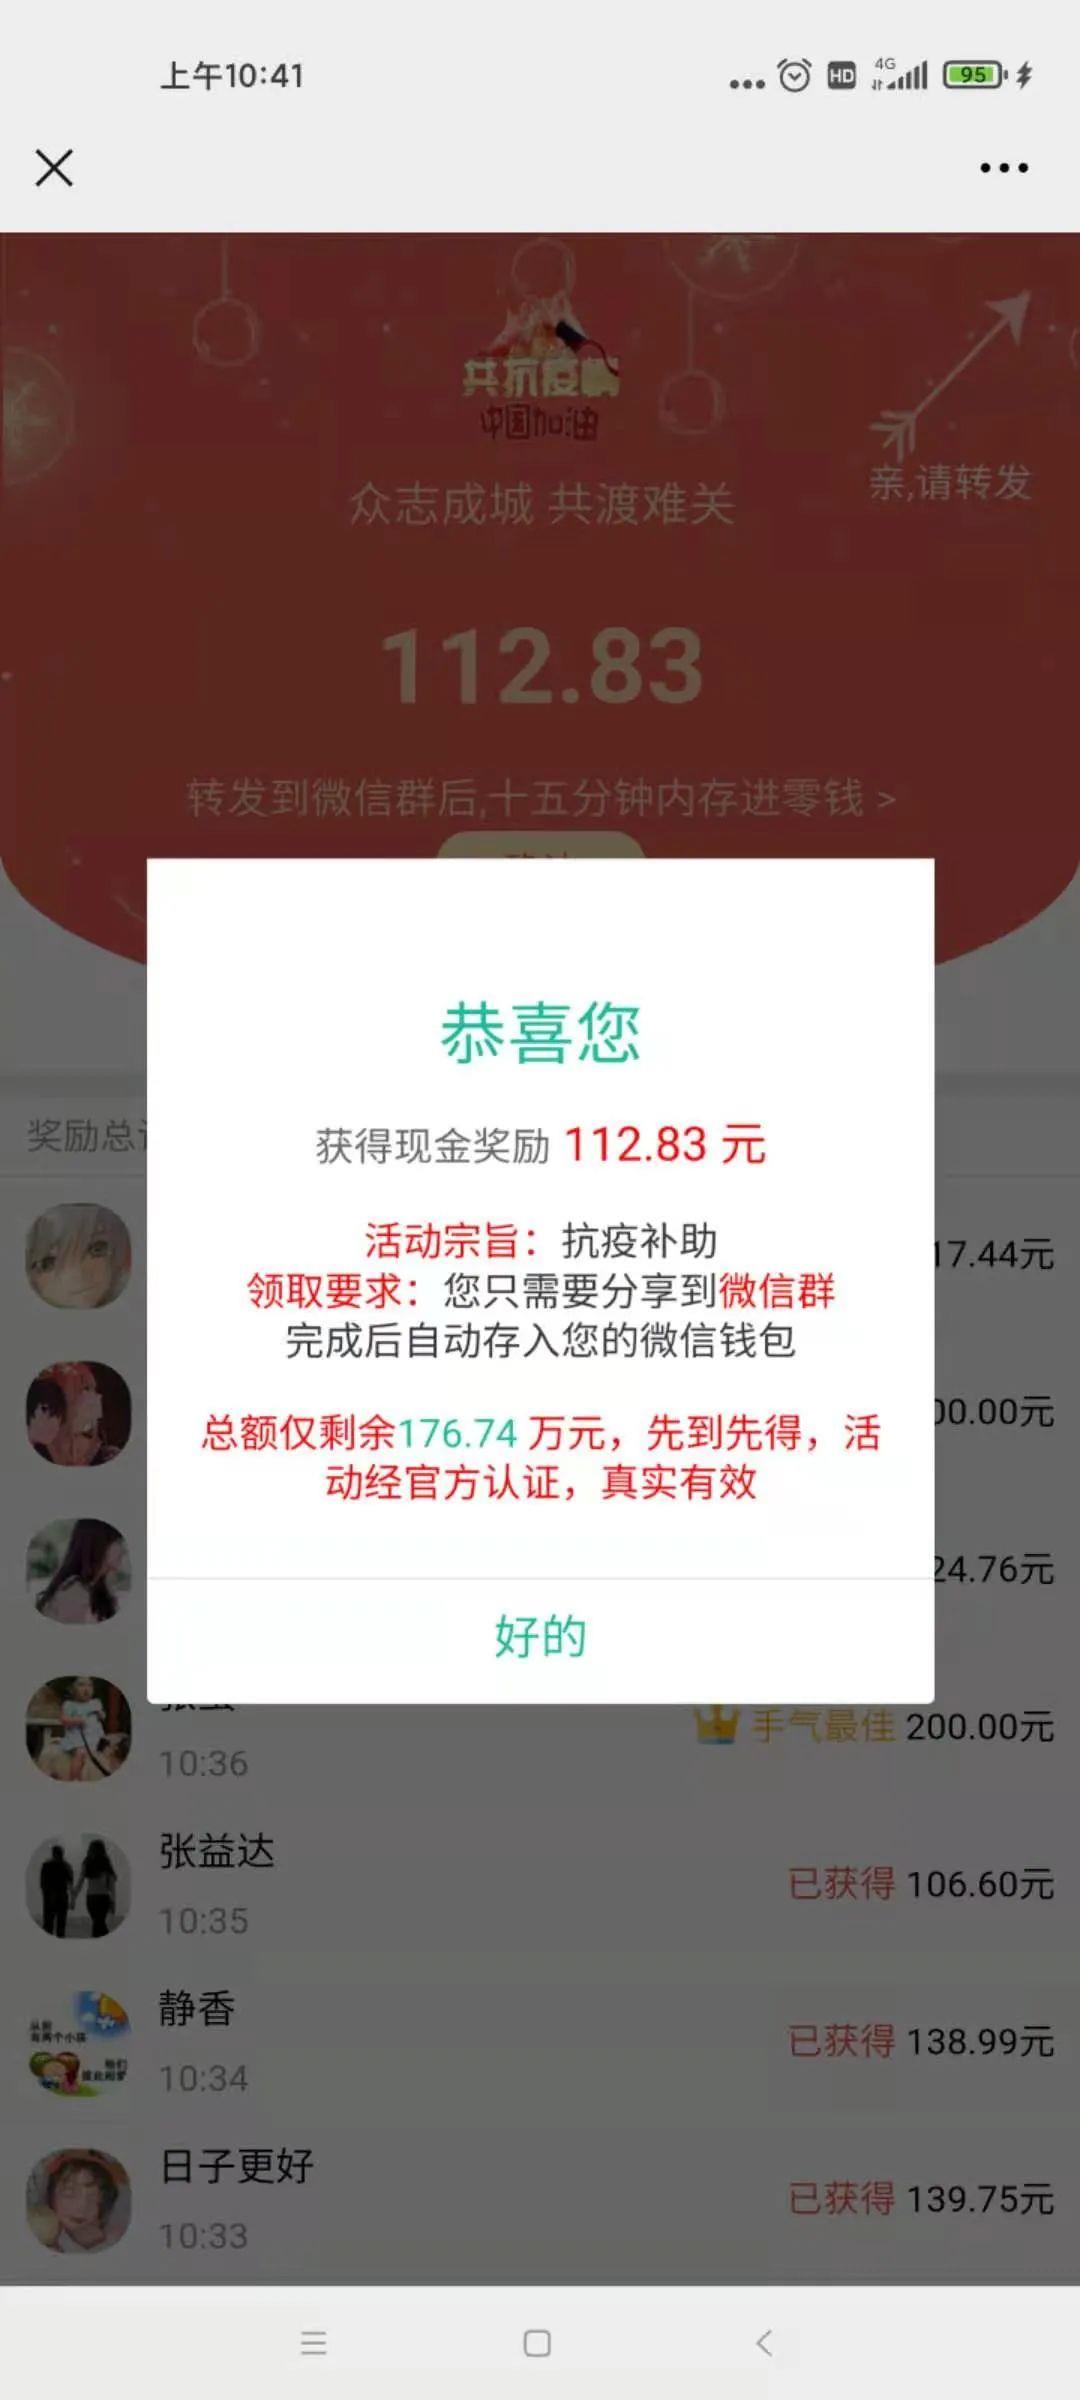 上午10:41
HD
4G
95
共抗疫情
中国加油
亲,请转发
众志成城 共渡难关
112.83
转发到微信群后,十五分钟内存进零钱 >
恭喜您
获得现金奖励 112.83 元
活动宗旨：抗疫补助
领取要求：您只需要分享到微信群
完成后自动存入您的微信钱包
总额仅剩余176.74 万元，先到先得，活
动经官方认证，真实有效
好的
奖励总
17.44元
00.00元
24.76元
手气最佳 200.00元
10:36
张益达
已获得 106.60元
10:35
静香
已获得 138.99元
10:34
日子更好
已获得 139.75元
10:33